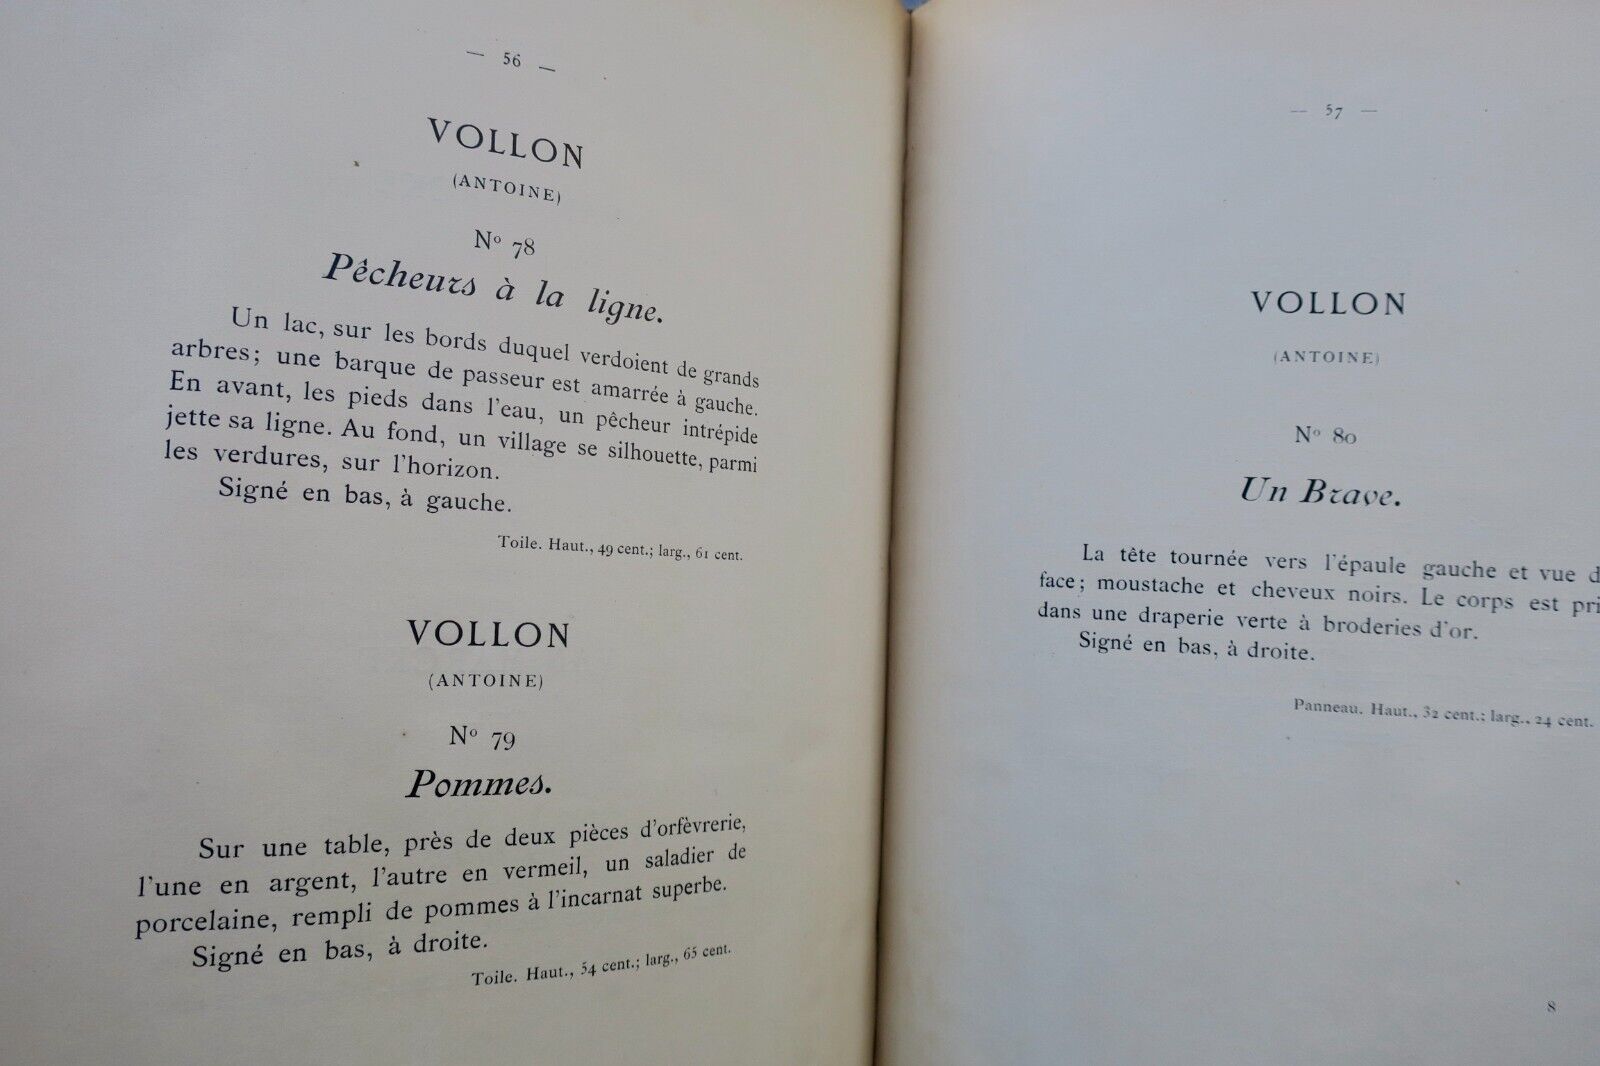 — 56 —
VOLLON
(ANTOINE)
Nº 78
Pêcheurs à la ligne.
Un lac, sur les bords duquel verdoient de grands
arbres; une barque de passeur est amarrée à gauche.
En avant, les pieds dans l'eau, un pêcheur intrépide
jette sa ligne. Au fond, un village se silhouette, parmi
les verdures, sur l'horizon.
Signé en bas, à gauche.
Toile. Haut., 49 cent.; larg., 61 cent.
VOLLON
(ANTOINE)
Nº 79
Pommes.
Sur une table, près de deux pièces d'orfèvrerie,
l'une en argent, l'autre en vermeil, un saladier de
porcelaine, rempli de pommes à l'incarnat superbe.
Signé en bas, à droite.
Toile. Haut., 54 cent.; larg., 65 cent.
— 57 —
VOLLON
(ANTOINE)
Nº 80
Un Brave.
La tête tournée vers l'épaule gauche et vue d
face; moustache et cheveux noirs. Le corps est pri
dans une draperie verte à broderies d'or.
Signé en bas, à droite.
Panneau. Haut., 32 cent.; larg., 24 cent.
8